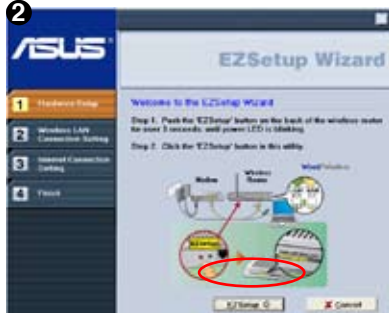 2
ASUS
EZSetup Wizard
1 Hardware Setup
2 Wireless LAN
Connection Setting
3 Internet Connection
Setting
4 Finish
Welcome to the EZSetup Wizard
Step 1. Push the 'EZSetup' button on the back of the wireless router
for over 3 seconds, until power LED is blinking.
Step 2. Click the 'EZSetup' button in this utility.
Modem
Wireless
Router
Wired/Wireless
EZSetup
EZSetup
Cancel